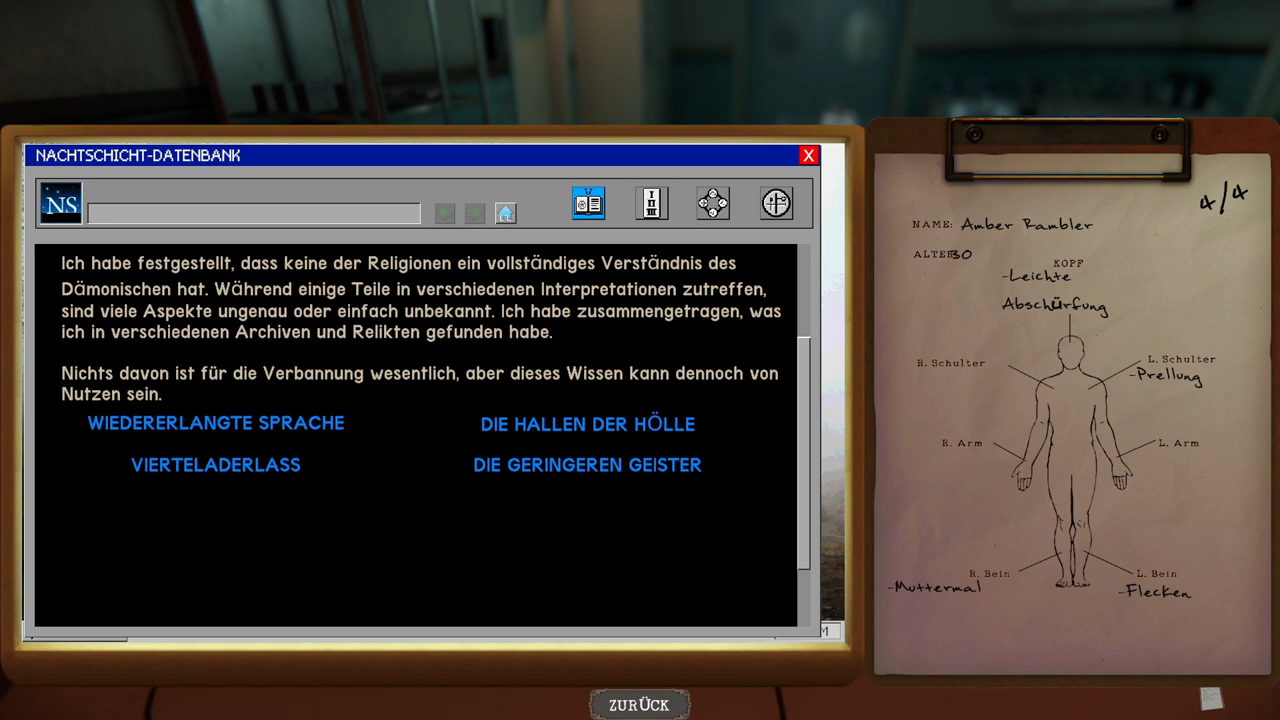 NACHTSCHICHT-DATENBANK
X
NS
I
II
III
Ich habe festgestellt, dass keine der Religionen ein vollständiges Verständnis des
Dämonischen hat. Während einige Teile in verschiedenen Interpretationen zutreffen,
sind viele Aspekte ungenau oder einfach unbekannt. Ich habe zusammengetragen, was
ich in verschiedenen Archiven und Relikten gefunden habe.
Nichts davon ist für die Verbannung wesentlich, aber dieses Wissen kann dennoch von
Nutzen sein.
WIEDERERLANGTE SPRACHE
DIE HALLEN DER HÖLLE
VIERTELADERLASS
DIE GERINGEREN GEISTER
ZURÜCK
4/4
NAME: Amber Rambler
ALTER 30
KOPF
-Leichte
Abschürfung
R. Schulter
L. Schulter
-Prellung
R. Arm
L. Arm
R. Bein
-Muttermal
L. Bein
-Flecken